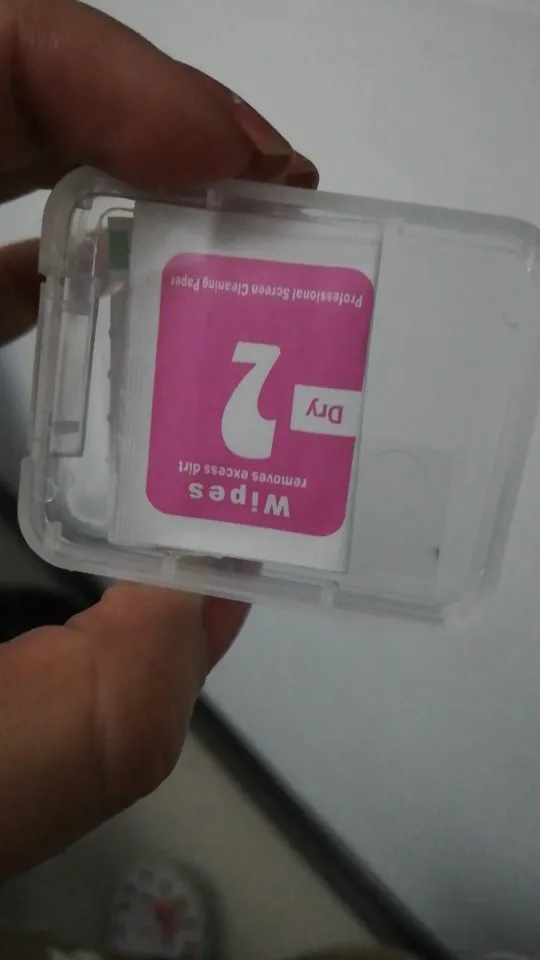 Wipes
removes excess dirt
2
Dry
Professional Screen Cleaning Paper